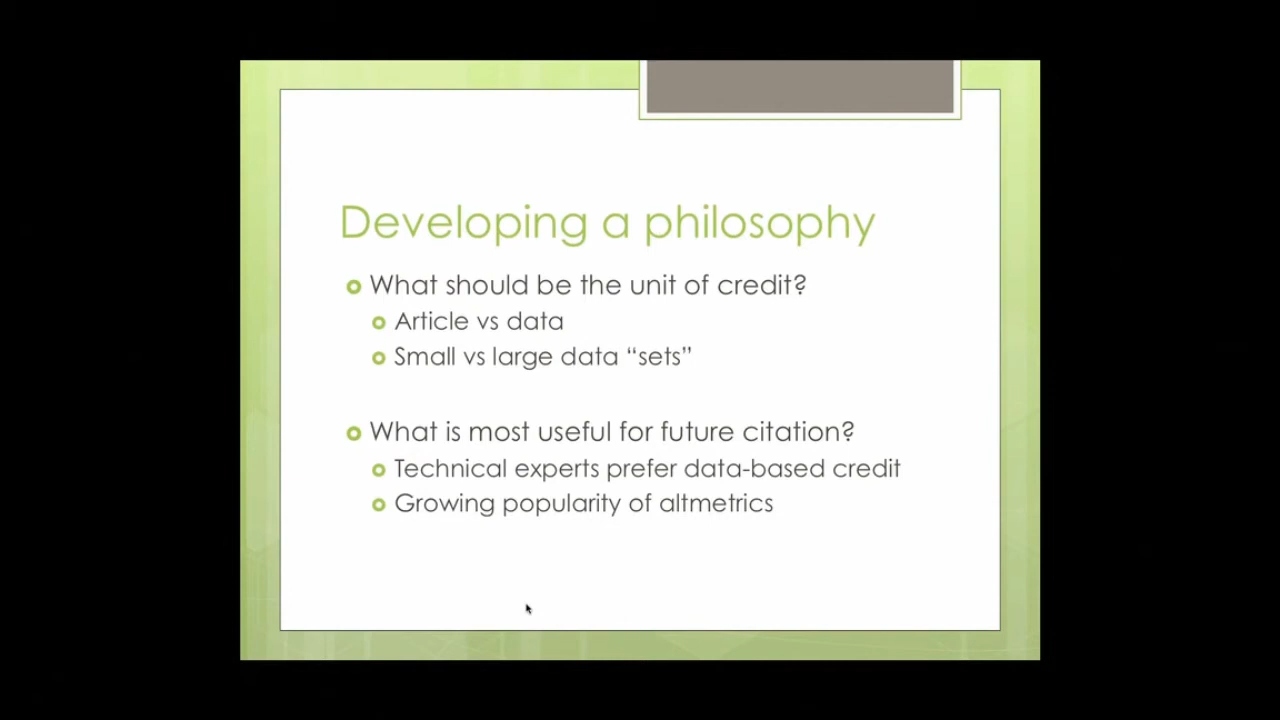 Developing a philosophy
What should be the unit of credit?
Article vs data
Small vs large data “sets”
What is most useful for future citation?
Technical experts prefer data-based credit
Growing popularity of altmetrics